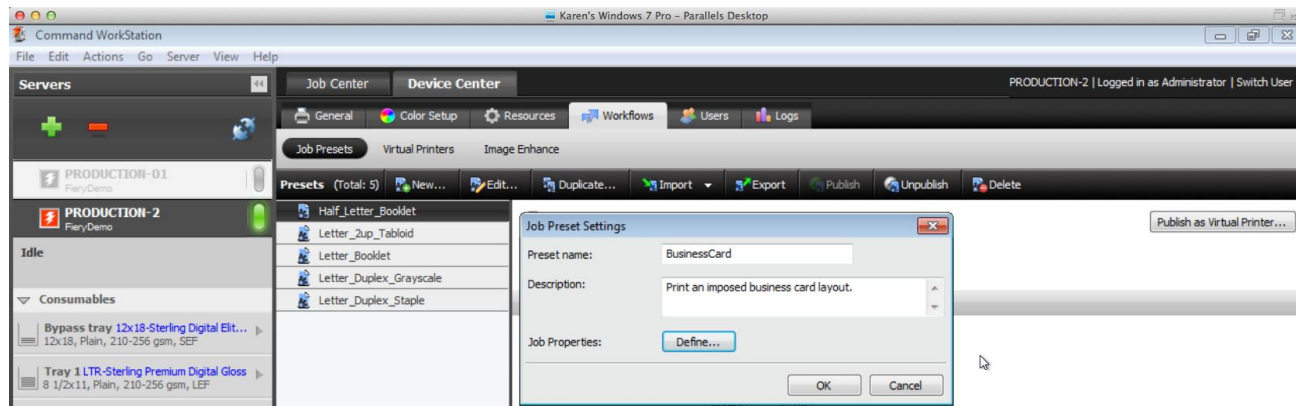 Karen's Windows 7 Pro - Parallels Desktop
Command WorkStation
File Edit Actions Go Server View Help
Servers
Job Center Device Center
PRODUCTION-2 | Logged in as Administrator | Switch User
General Color Setup Resources Workflows Users Logs
Job Presets Virtual Printers Image Enhance
PRODUCTION-01
FieryDemo
Presets (Total: 5) New... Edit... Duplicate... Import Export Publish Unpublish Delete
PRODUCTION-2
FieryDemo
Idle
Consumables
Bypass tray 12x18-Sterling Digital Elit...
12x18, Plain, 210-256 gsm, SEF
Tray 1 LTR-Sterling Premium Digital Gloss
8 1/2x11, Plain, 210-256 gsm, LEF
Half_Letter_Booklet
Letter_2up_Tabloid
Letter_Booklet
Letter_Duplex_Grayscale
Letter_Duplex_Staple
Publish as Virtual Printer...
Job Preset Settings
Preset name: BusinessCard
Description: Print an imposed business card layout.
Job Properties: Define...
OK Cancel